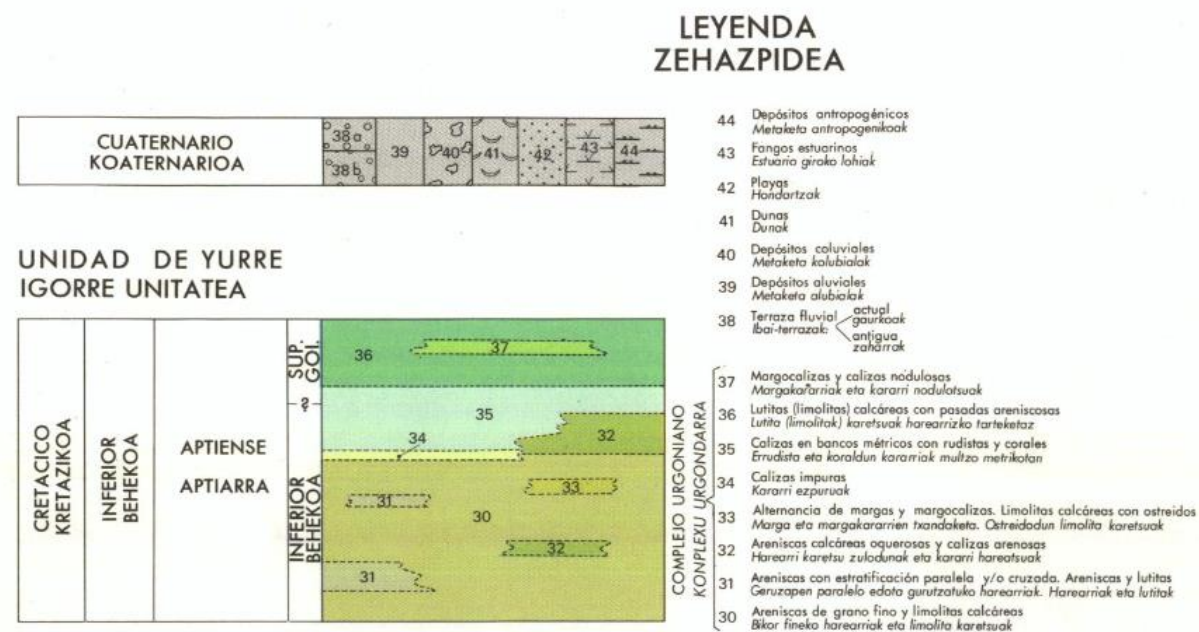 LEYENDA
ZEHAZPIDEA
CUATERNARIO
KOATERNARIOA
38a
38b
39
40
41
42
43
44
UNIDAD DE YURRE
IGORRE UNITATEA
CRETACICO
KRETAZIKOA
INFERIOR
BEHEKOA
APTIENSE
APTIARRA
SUP.
GOI.
?
INFERIOR
BEHEKOA
36
37
35
34
32
31
33
30
32
31
COMPLEJO URGONIANO
KONPLEXU URGONDARRA
44 Depósitos antropogénicos
Metaketa antropogenikoak
43 Fangos estuarinos
Estuario giroko lohiak
42 Playas
Hondartzak
41 Dunas
Dunak
40 Depósitos coluviales
Metaketa kolubialak
39 Depósitos aluviales
Metaketa alubialak
38 Terraza fluvial actual
Ibai-terrazak: gaurkoak
antigua
zaharrak
37 Margocalizas y calizas nodulosas
Margakararriak eta kararri nodulotsuak
36 Lutitas (limolitas) calcáreas con pasadas areniscosas
Lutita (limolitak) karetsuak harearrizko tarteketaz
35 Calizas en bancos métricos con rudistas y corales
Errudista eta koraldun kararriak multzo metrikotan
34 Calizas impuras
Kararri ezpuruak
33 Alternancia de margas y margocalizas. Limolitas calcáreas con ostreidos
Marga eta margakararrien txandaketa. Ostreidodun limolita karetsuak
32 Areniscas calcáreas oquerosas y calizas arenosas
Harearri karetsu zulodunak eta kararri hareatsuak
31 Areniscas con estratificación paralela y/o cruzada. Areniscas y lutitas
Geruzapen paralelo edota gurutzatuko harearriak. Harearriak eta lutitak
30 Areniscas de grano fino y limolitas calcáreas
Bikor fineko harearriak eta limolita karetsuak